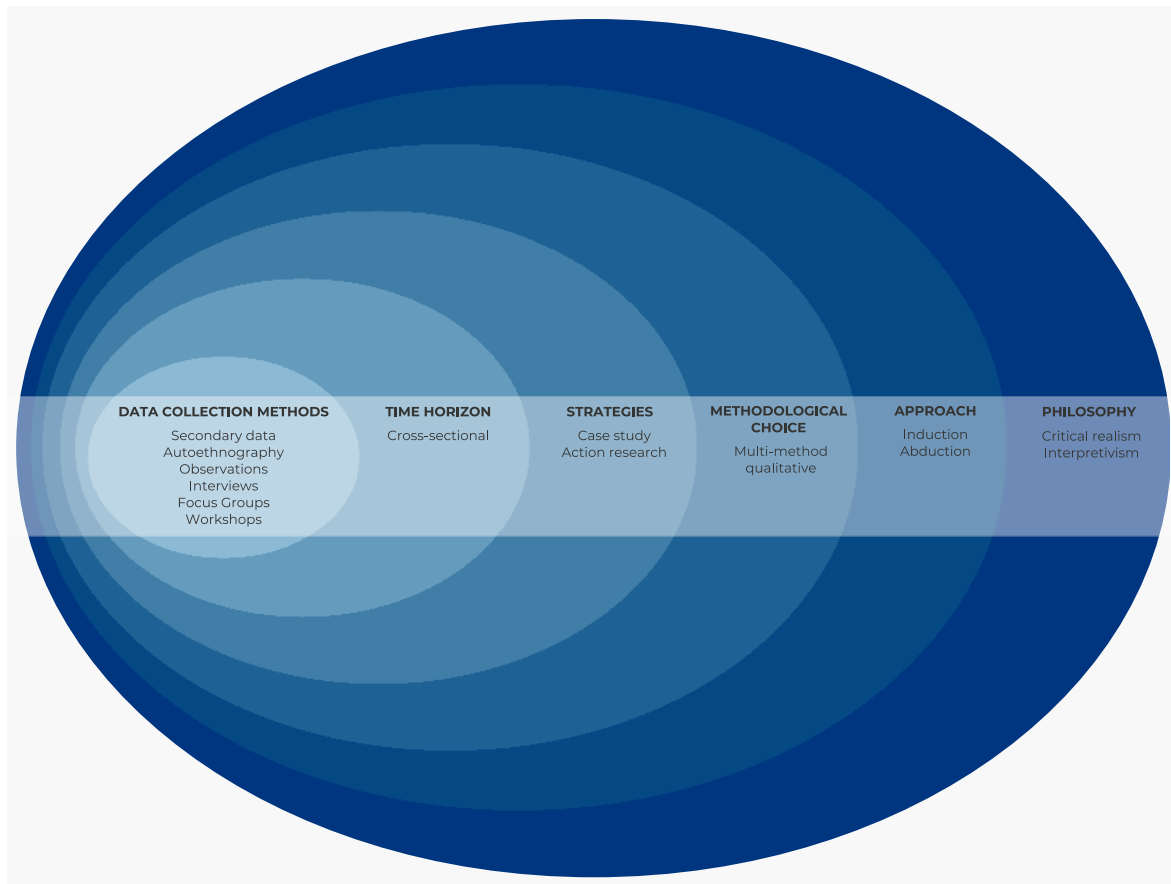 DATA COLLECTION METHODS
Secondary data
Autoethnography
Observations
Interviews
Focus Groups
Workshops
TIME HORIZON
Cross-sectional
STRATEGIES
Case study
Action research
METHODOLOGICAL
CHOICE
Multi-method
qualitative
APPROACH
Induction
Abduction
PHILOSOPHY
Critical realism
Interpretivism